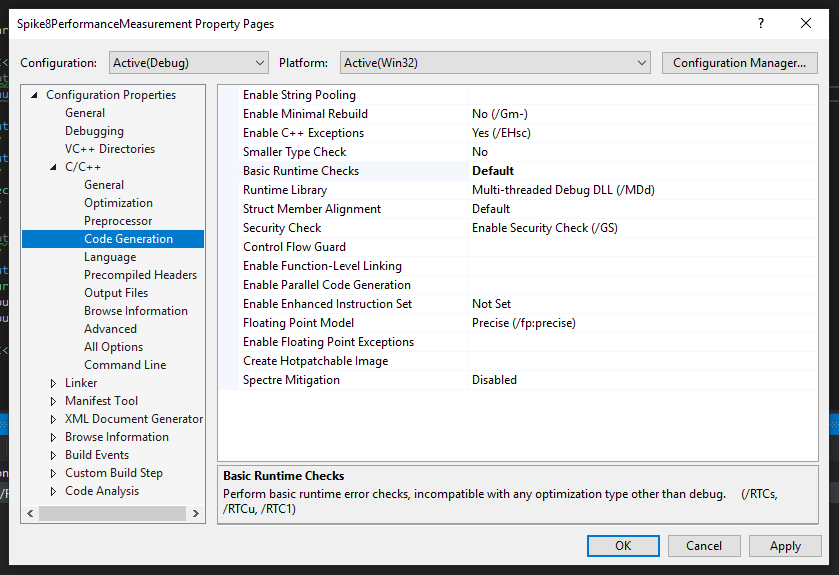 Spike8PerformanceMeasurement Property Pages
?
Configuration: Active(Debug) Platform: Active(Win32) Configuration Manager...
Configuration Properties
General
Debugging
VC++ Directories
C/C++
General
Optimization
Preprocessor
Code Generation
Language
Precompiled Headers
Output Files
Browse Information
Advanced
All Options
Command Line
Linker
Manifest Tool
XML Document Generator
Browse Information
Build Events
Custom Build Step
Code Analysis
Enable String Pooling
Enable Minimal Rebuild No (/Gm-)
Enable C++ Exceptions Yes (/EHsc)
Smaller Type Check No
Basic Runtime Checks Default
Runtime Library Multi-threaded Debug DLL (/MDd)
Struct Member Alignment Default
Security Check Enable Security Check (/GS)
Control Flow Guard
Enable Function-Level Linking
Enable Parallel Code Generation
Enable Enhanced Instruction Set Not Set
Floating Point Model Precise (/fp:precise)
Enable Floating Point Exceptions
Create Hotpatchable Image
Spectre Mitigation Disabled
Basic Runtime Checks
Perform basic runtime error checks, incompatible with any optimization type other than debug. (/RTCs,
/RTCu, /RTC1)
OK Cancel Apply